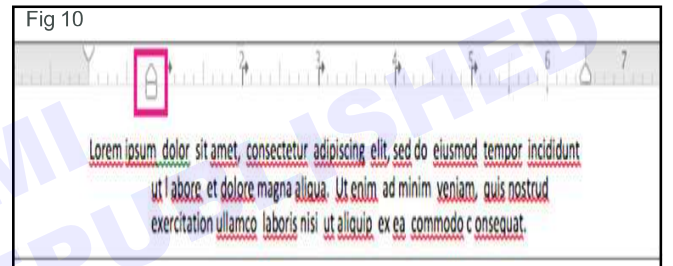 Fig 10
2 3 4 5 6 7
Lorem ipsum dolor sit amet, consectetur adipiscing elit, sed do eiusmod tempor incididunt
ut l abore et dolore magna aliqua. Ut enim ad minim veniam, quis nostrud
exercitation ullamco laboris nisi ut aliquip ex ea commodo c onsequat.
MI
PUBLISHED